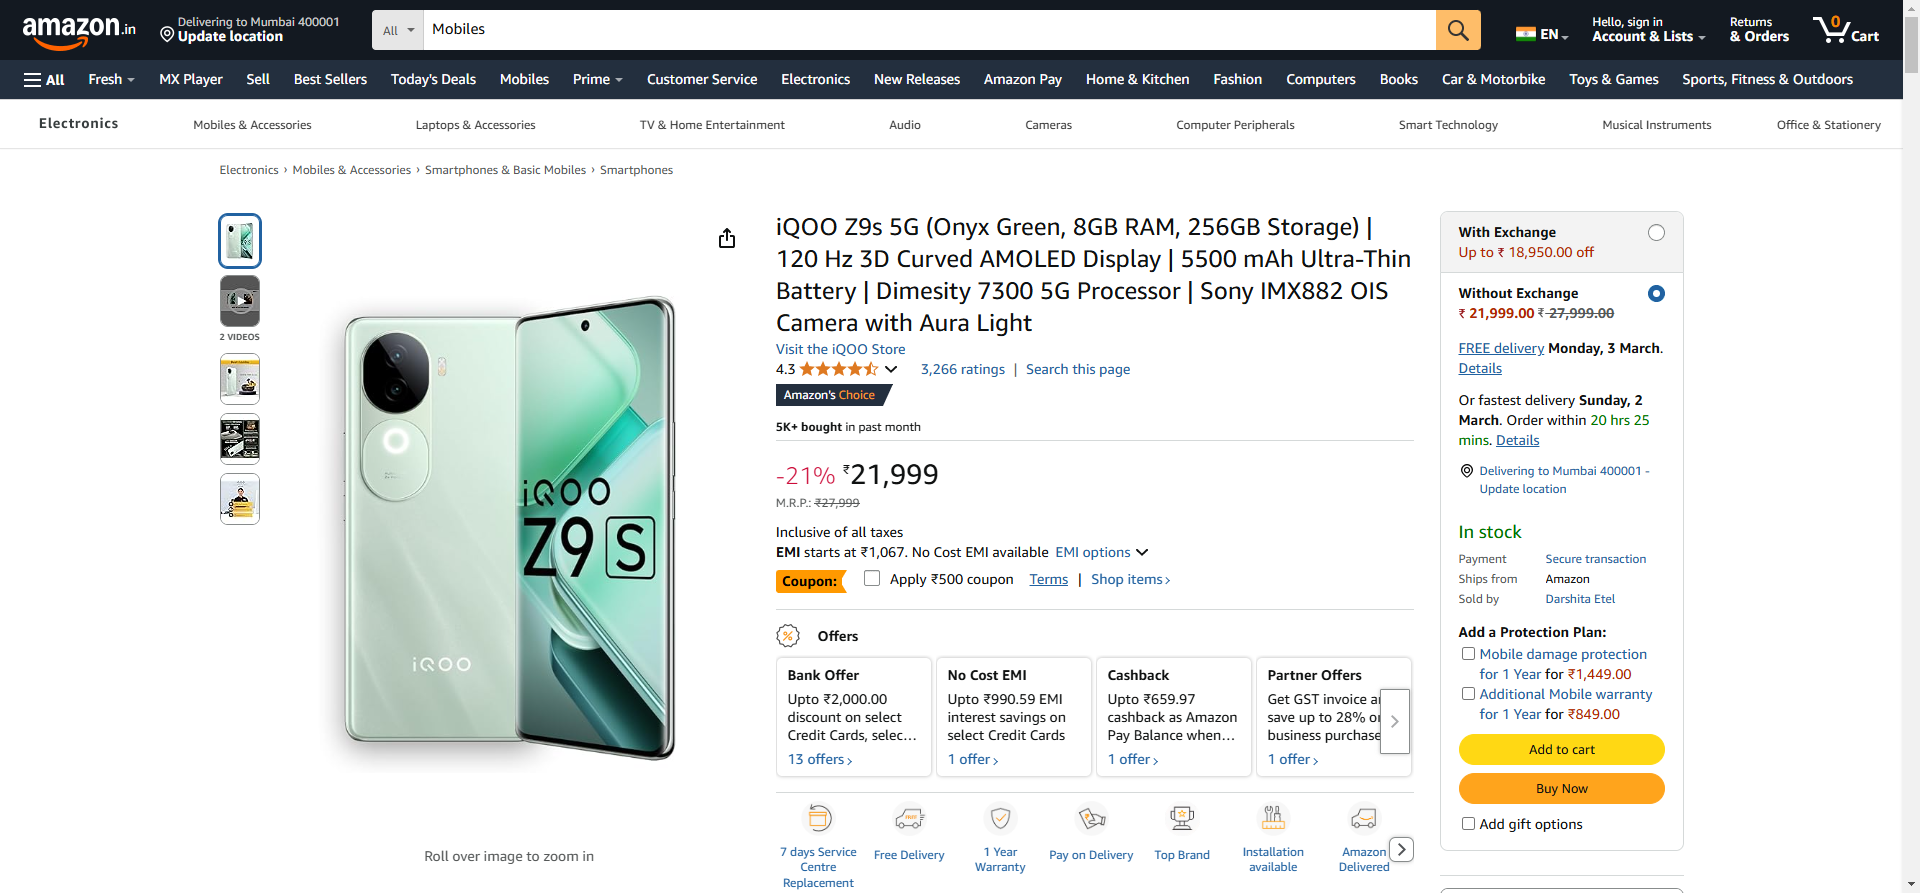 amazon.in
Delivering to Mumbai 400001
Update location
All
Mobiles
EN
Hello, sign in
Account & Lists
Returns
& Orders
0
Cart
All
Fresh
MX Player
Sell
Best Sellers
Today's Deals
Mobiles
Prime
Customer Service
Electronics
New Releases
Amazon Pay
Home & Kitchen
Fashion
Computers
Books
Car & Motorbike
Toys & Games
Sports, Fitness & Outdoors
Electronics
Mobiles & Accessories
Laptops & Accessories
TV & Home Entertainment
Audio
Cameras
Computer Peripherals
Smart Technology
Musical Instruments
Office & Stationery
Electronics › Mobiles & Accessories › Smartphones & Basic Mobiles › Smartphones
2 VIDEOS
iQOO
Z9S
iQOO
Roll over image to zoom in
iQOO Z9s 5G (Onyx Green, 8GB RAM, 256GB Storage) |
120 Hz 3D Curved AMOLED Display | 5500 mAh Ultra-Thin
Battery | Dimesity 7300 5G Processor | Sony IMX882 OIS
Camera with Aura Light
Visit the iQOO Store
4.3
3,266 ratings | Search this page
Amazon's Choice
5K+ bought in past month
-21% ₹21,999
M.R.P.: ₹27,999
Inclusive of all taxes
EMI starts at ₹1,067. No Cost EMI available EMI options
Coupon: Apply ₹500 coupon Terms | Shop items ›
Offers
Bank Offer
Upto ₹2,000.00
discount on select
Credit Cards, selec...
13 offers ›
No Cost EMI
Upto ₹990.59 EMI
interest savings on
select Credit Cards
1 offer ›
Cashback
Upto ₹659.97
cashback as Amazon
Pay Balance when...
1 offer ›
Partner Offers
Get GST invoice a
save up to 28% o
business purchase
1 offer ›
7 days Service
Centre
Replacement
Free Delivery
1 Year
Warranty
Pay on Delivery
Top Brand
Installation
available
Amazon
Delivered
With Exchange
Up to ₹ 18,950.00 off
Without Exchange
₹ 21,999.00 ₹ 27,999.00
FREE delivery Monday, 3 March.
Details
Or fastest delivery Sunday, 2
March. Order within 20 hrs 25
mins. Details
Delivering to Mumbai 400001 -
Update location
In stock
Payment Secure transaction
Ships from Amazon
Sold by Darshita Etel
Add a Protection Plan:
Mobile damage protection
for 1 Year for ₹1,449.00
Additional Mobile warranty
for 1 Year for ₹849.00
Add to cart
Buy Now
Add gift options